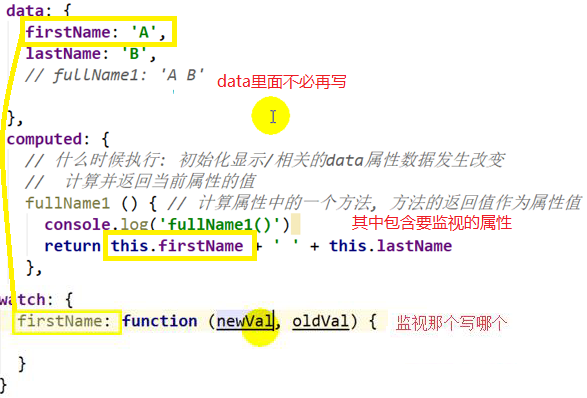 data: {
firstName: 'A',
lastName: 'B',
// fullName1: 'A B'
data里面不必再写
},
computed: {
// 什么时候执行: 初始化显示/相关的data属性数据发生改变
// 计算并返回当前属性的值
fullName1 () { // 计算属性中的一个方法, 方法的返回值作为属性值
console.log('fullName1()')
其中包含要监视的属性
return this.firstName + ' ' + this.lastName
},
watch: {
firstName: function (newVal, oldVal) {
监视那个写哪个
}
}